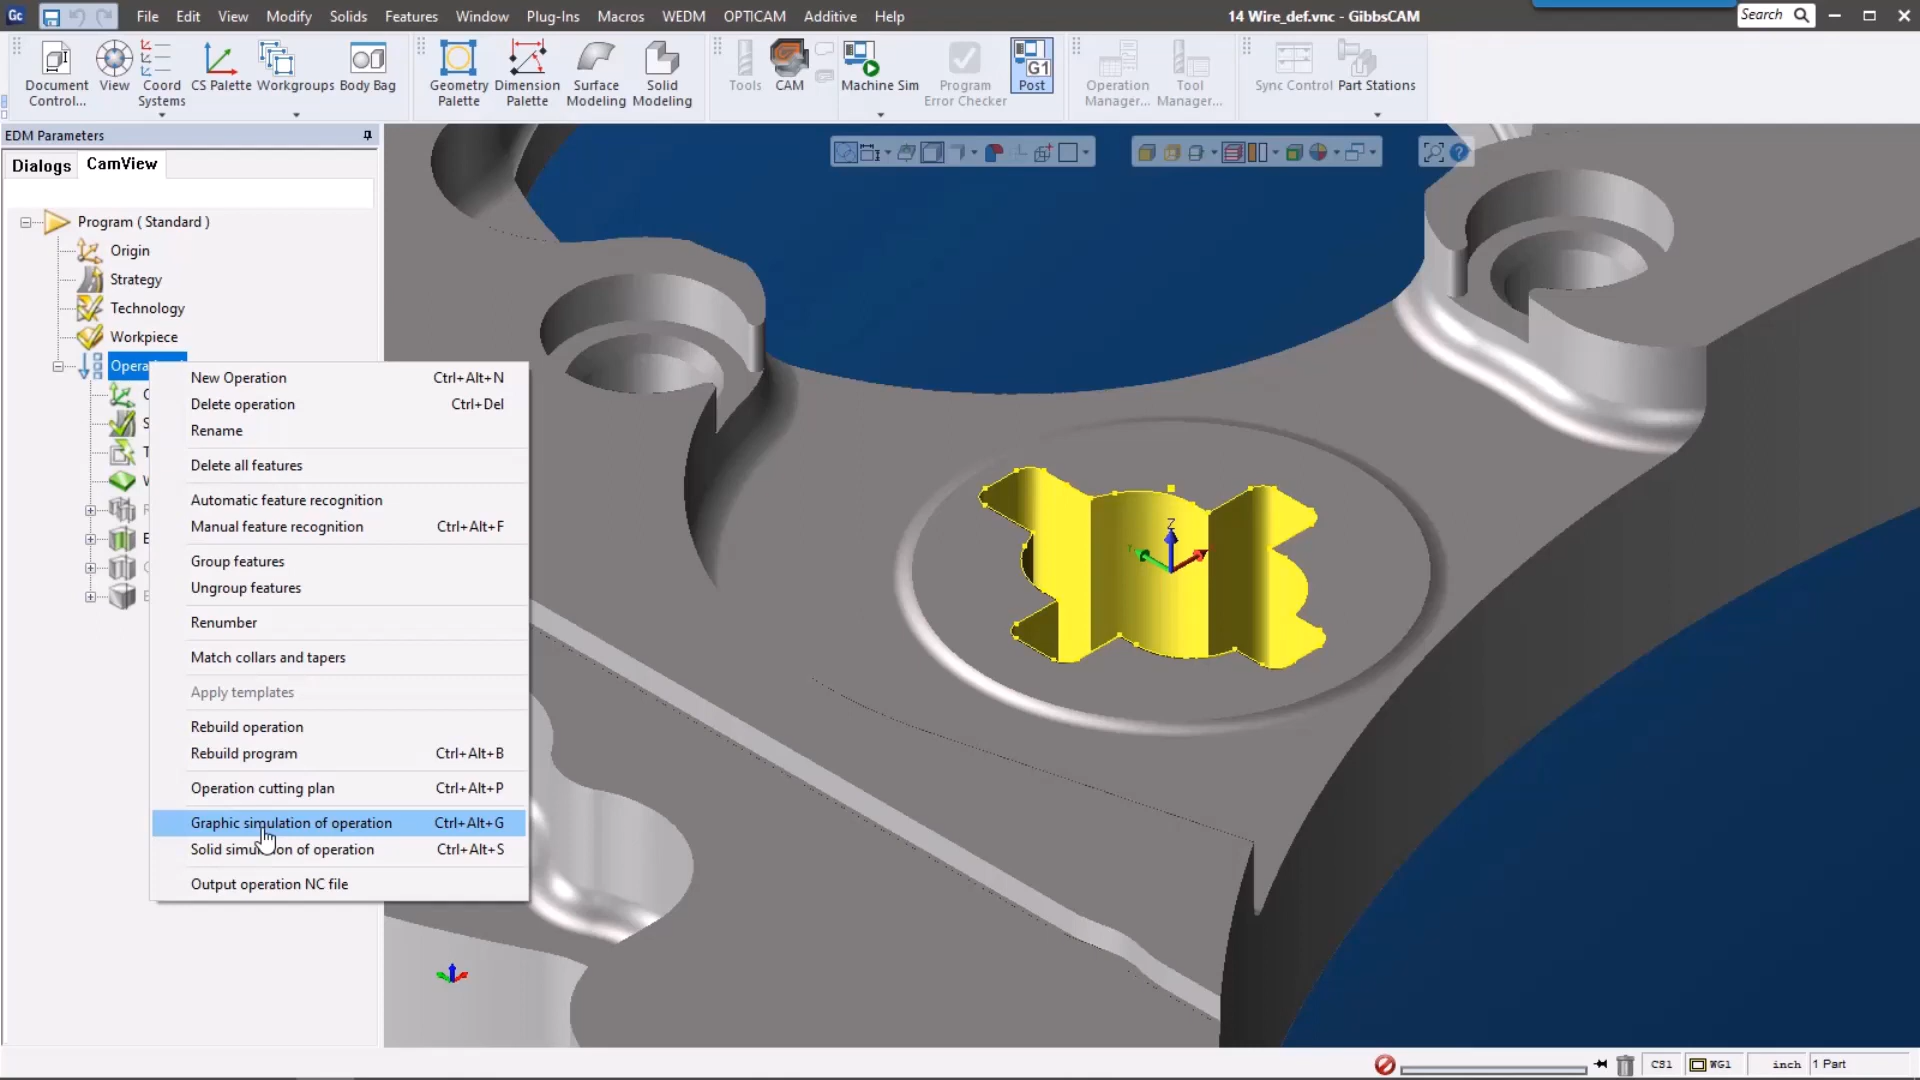 Gc
File Edit View Modify Solids Features Window Plug-Ins Macros WEDM OPTICAM Additive Help
14 Wire_def.vnc - GibbsCAM
Search
Document Control...
View
Coord Systems
CS Palette
Workgroups
Body Bag
Geometry Palette
Dimension Palette
Surface Modeling
Solid Modeling
Tools
CAM
Machine Sim
Program Error Checker
G1
Post
Operation Manager...
Tool Manager...
Sync Control
Part Stations
EDM Parameters
Dialogs CamView
Program ( Standard )
Origin
Strategy
Technology
Workpiece
Opera
New Operation Ctrl+Alt+N
Delete operation Ctrl+Del
Rename
Delete all features
Automatic feature recognition
Manual feature recognition Ctrl+Alt+F
Group features
Ungroup features
Renumber
Match collars and tapers
Apply templates
Rebuild operation
Rebuild program Ctrl+Alt+B
Operation cutting plan Ctrl+Alt+P
Graphic simulation of operation Ctrl+Alt+G
Solid simulation of operation Ctrl+Alt+S
Output operation NC file
Z
CS1
WG1
inch
1 Part